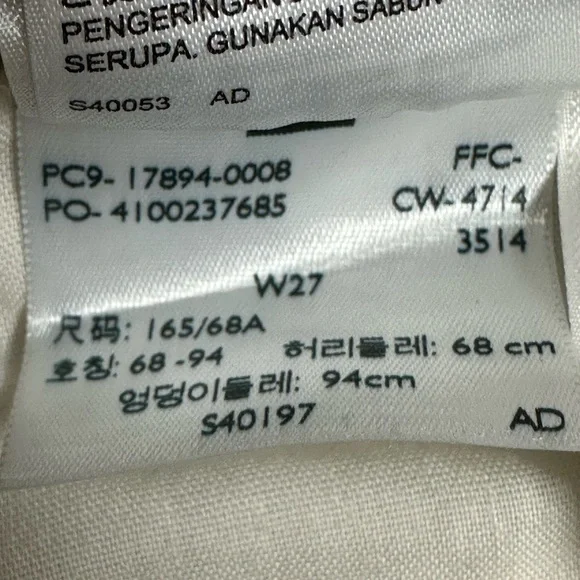 PENGERINGAN
SERUPA. GUNAKAN SABUN
S40053 AD
PC9- 17894-0008 FFC-
PO- 4100237685 CW- 4714
3514
W27
尺码: 165/68A
호칭: 68 -94 허리둘레: 68 cm
엉덩이둘레: 94cm
S40197 AD